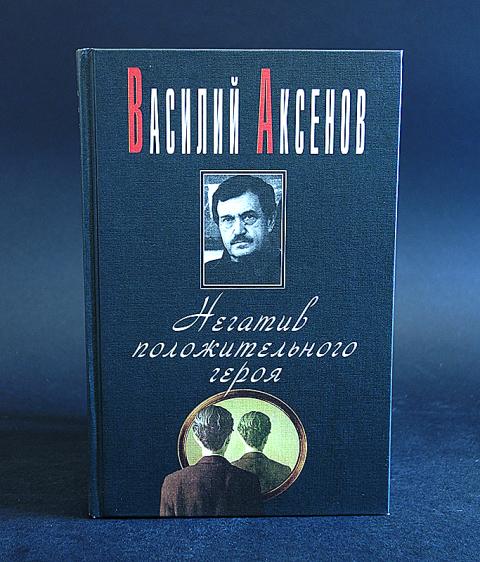 Василий Аксенов
Негатив
положительного
героя